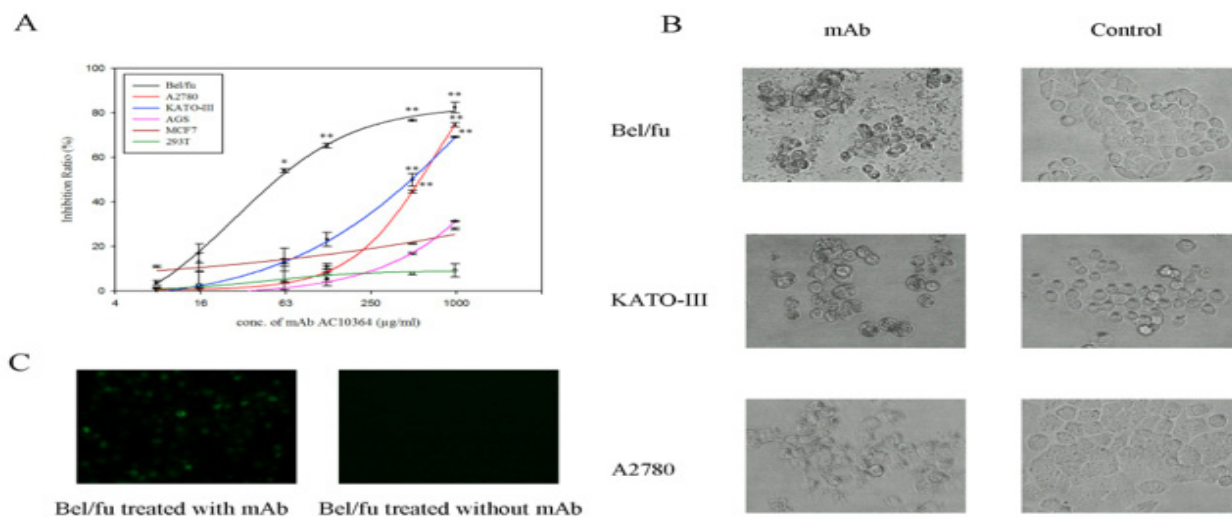 A
100
80
60
40
20
0
Inhibition Ratio (%)
Bel/fu
A2780
KATO-III
AGS
MCF7
293T
*
**
**
**
**
**
**
**
4 16 63 250 1000
conc. of mAb AC10364 (µg/ml)
B
mAb Control
Bel/fu
KATO-III
A2780
C
Bel/fu treated with mAb Bel/fu treated without mAb